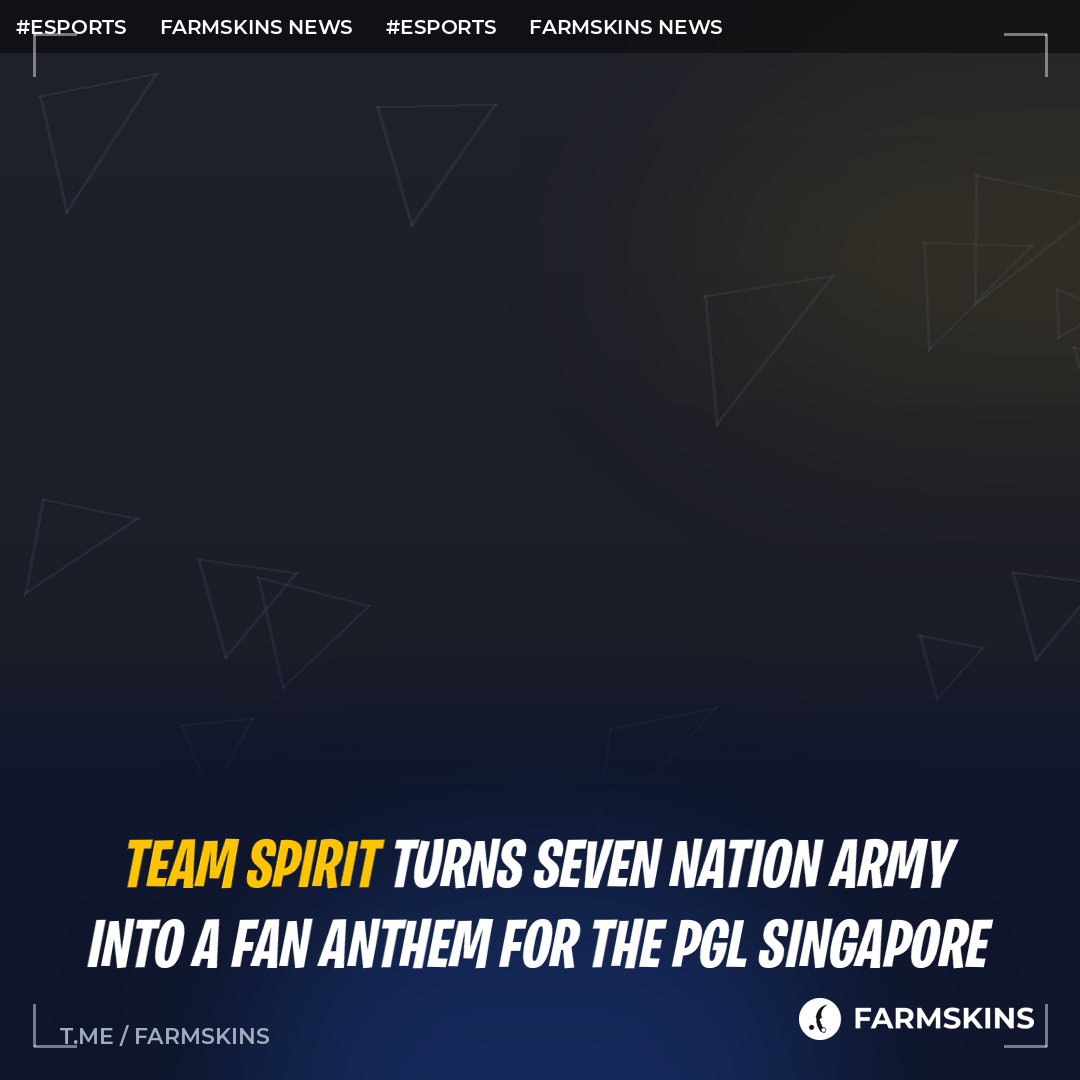 #ESPORTS FARMSKINS NEWS #ESPORTS FARMSKINS NEWS
TEAM SPIRIT TURNS SEVEN NATION ARMY
INTO A FAN ANTHEM FOR THE PGL SINGAPORE
T.ME / FARMSKINS
FARMSKINS